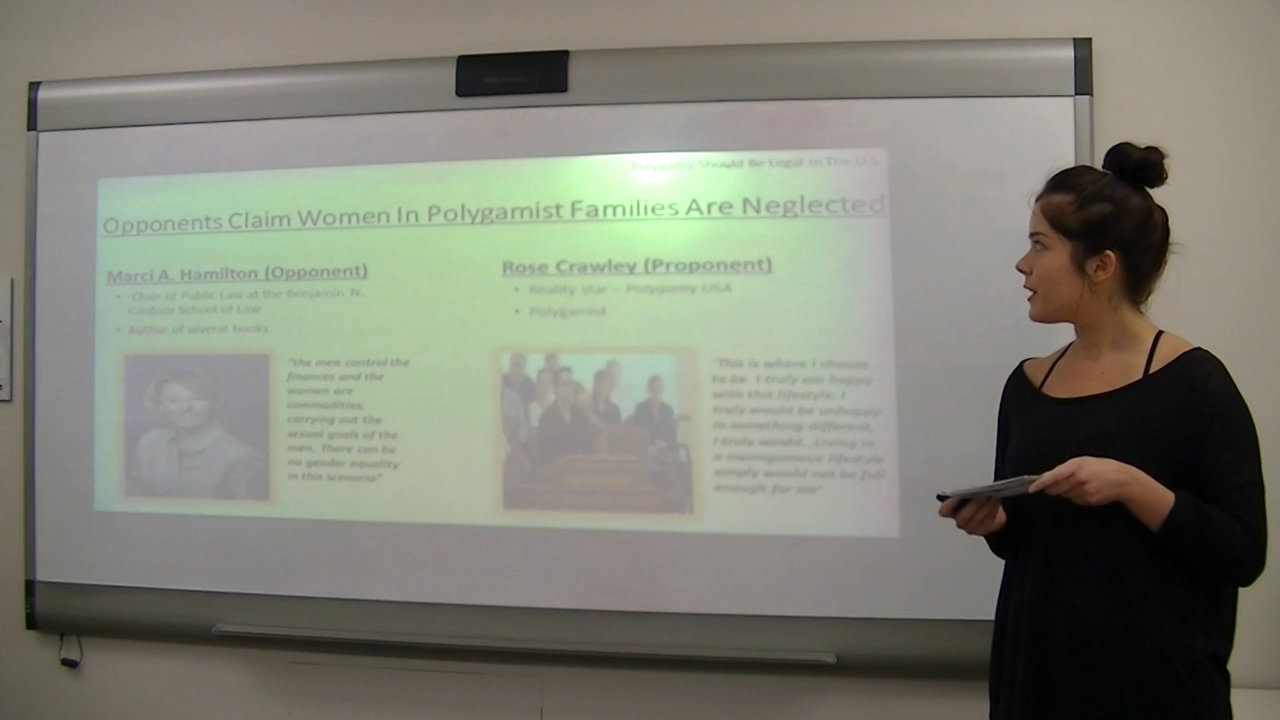 Polygamy Should Be Legal In The U.S.
Opponents Claim Women In Polygamist Families Are Neglected
Marci A. Hamilton (Opponent)
• Chair of Public Law at the Benjamin N.
Cardozo School of Law
• Author of several books
"the men control the
finances and the
women are
commodities,
carrying out the
sexual goals of the
men. There can be
no gender equality
in this scenario"
Rose Crawley (Proponent)
• Reality star – Polygamy USA
• Polygamist
"This is where I choose
to be. I truly am happy
with this lifestyle. I
truly would be unhappy
in something different,
I truly would... Living in
a monogamous lifestyle
simply would not be full
enough for me"